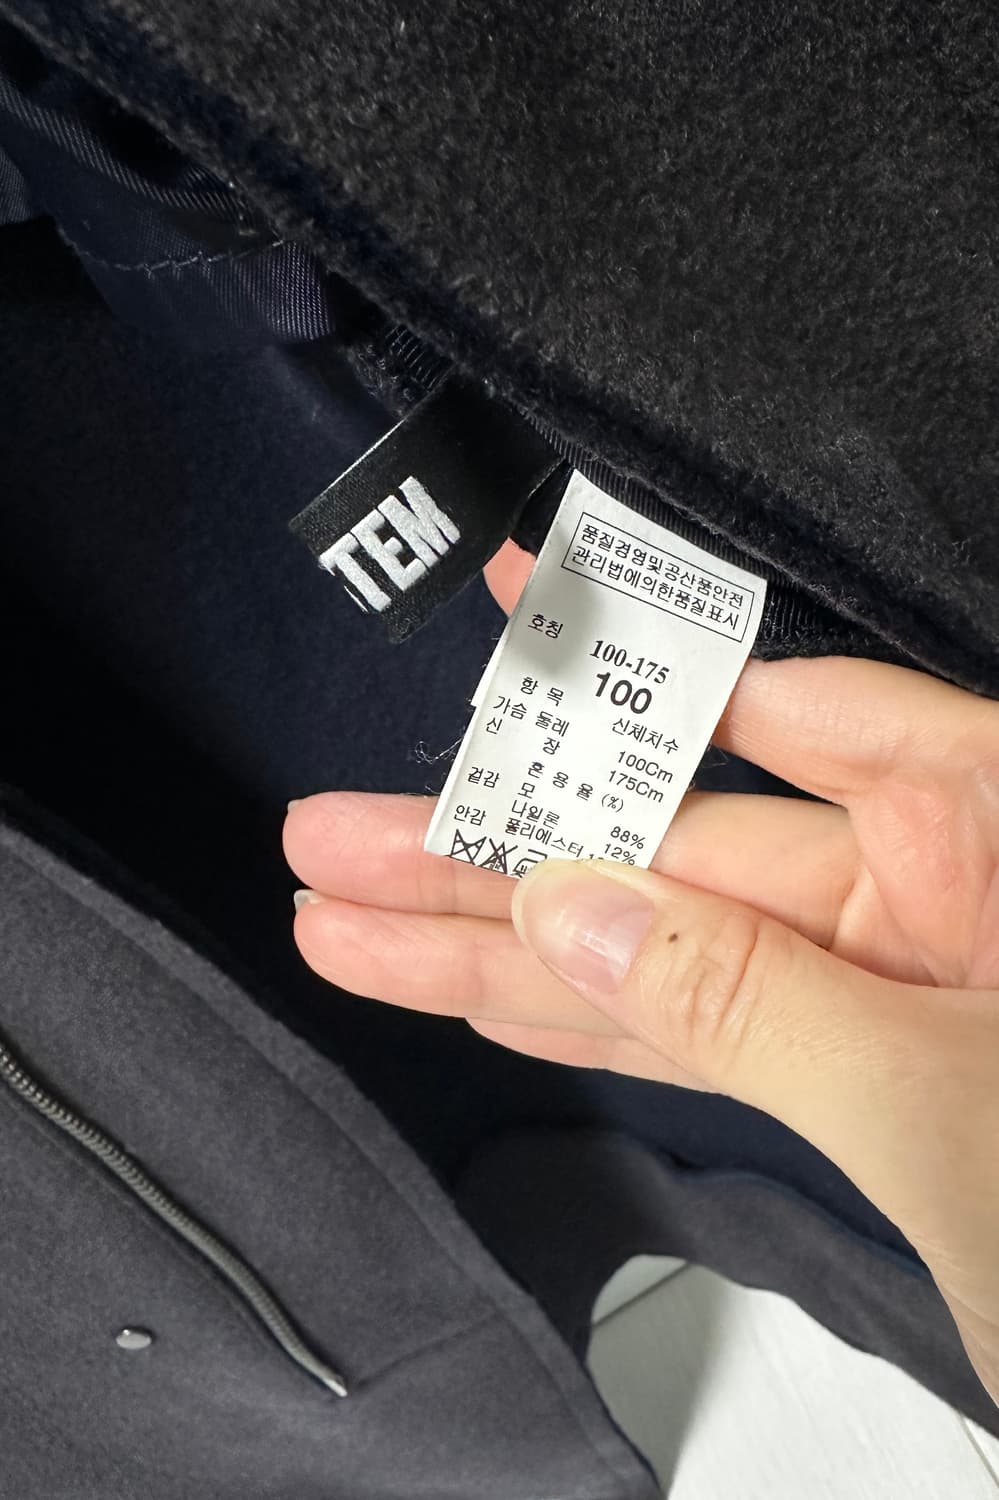 TEM
품질경영및공산품안전
관리법에의한품질표시
호칭 100-175
100
항 목 신체치수
가슴 둘레 100Cm
신 장 175Cm
혼 용 율 (%)
겉감 모 88%
나일론 12%
안감 폴리에스터